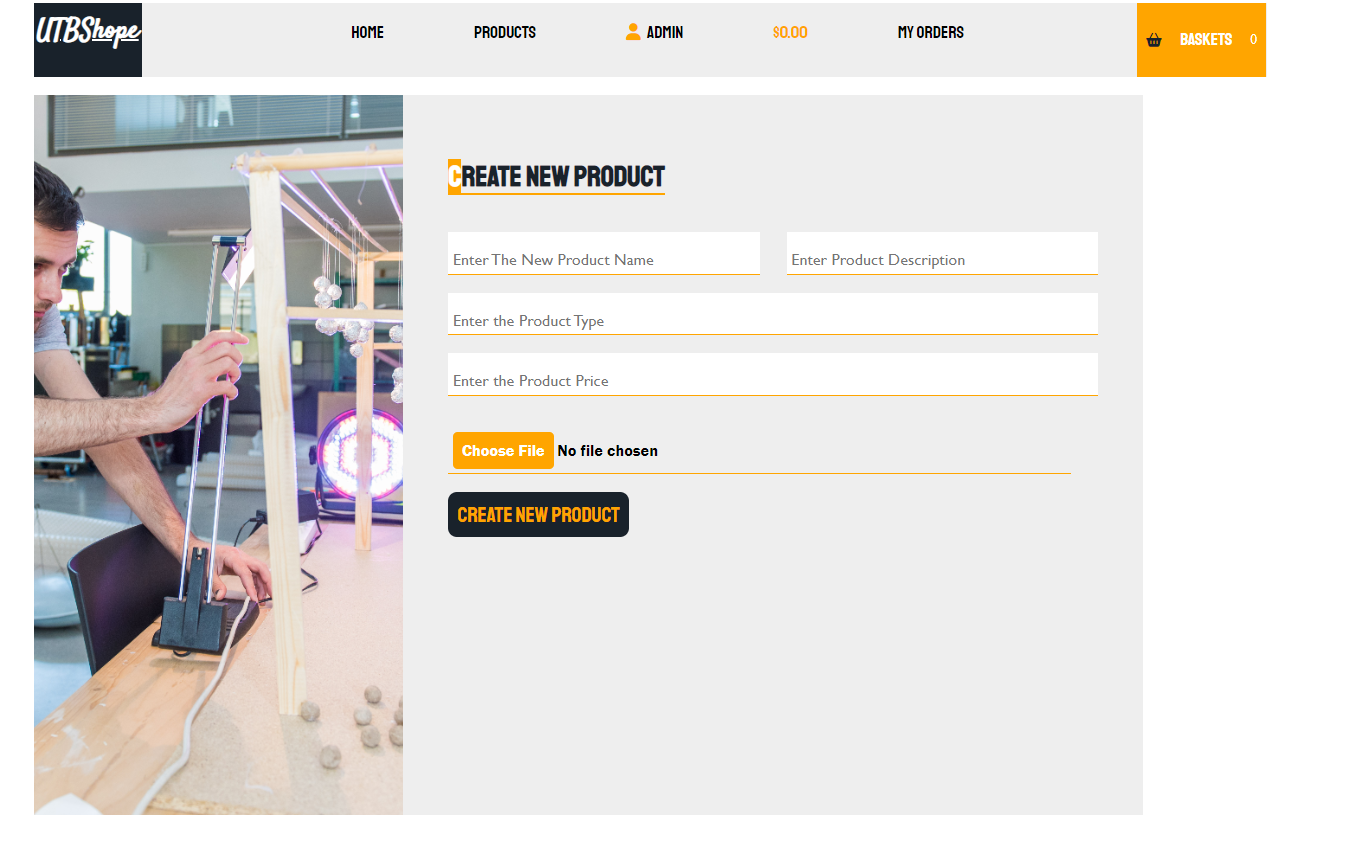 UTBShope
HOME PRODUCTS ADMIN $0.00 MY ORDERS BASKETS 0
CREATE NEW PRODUCT
Enter The New Product Name Enter Product Description
Enter the Product Type
Enter the Product Price
Choose File No file chosen
CREATE NEW PRODUCT